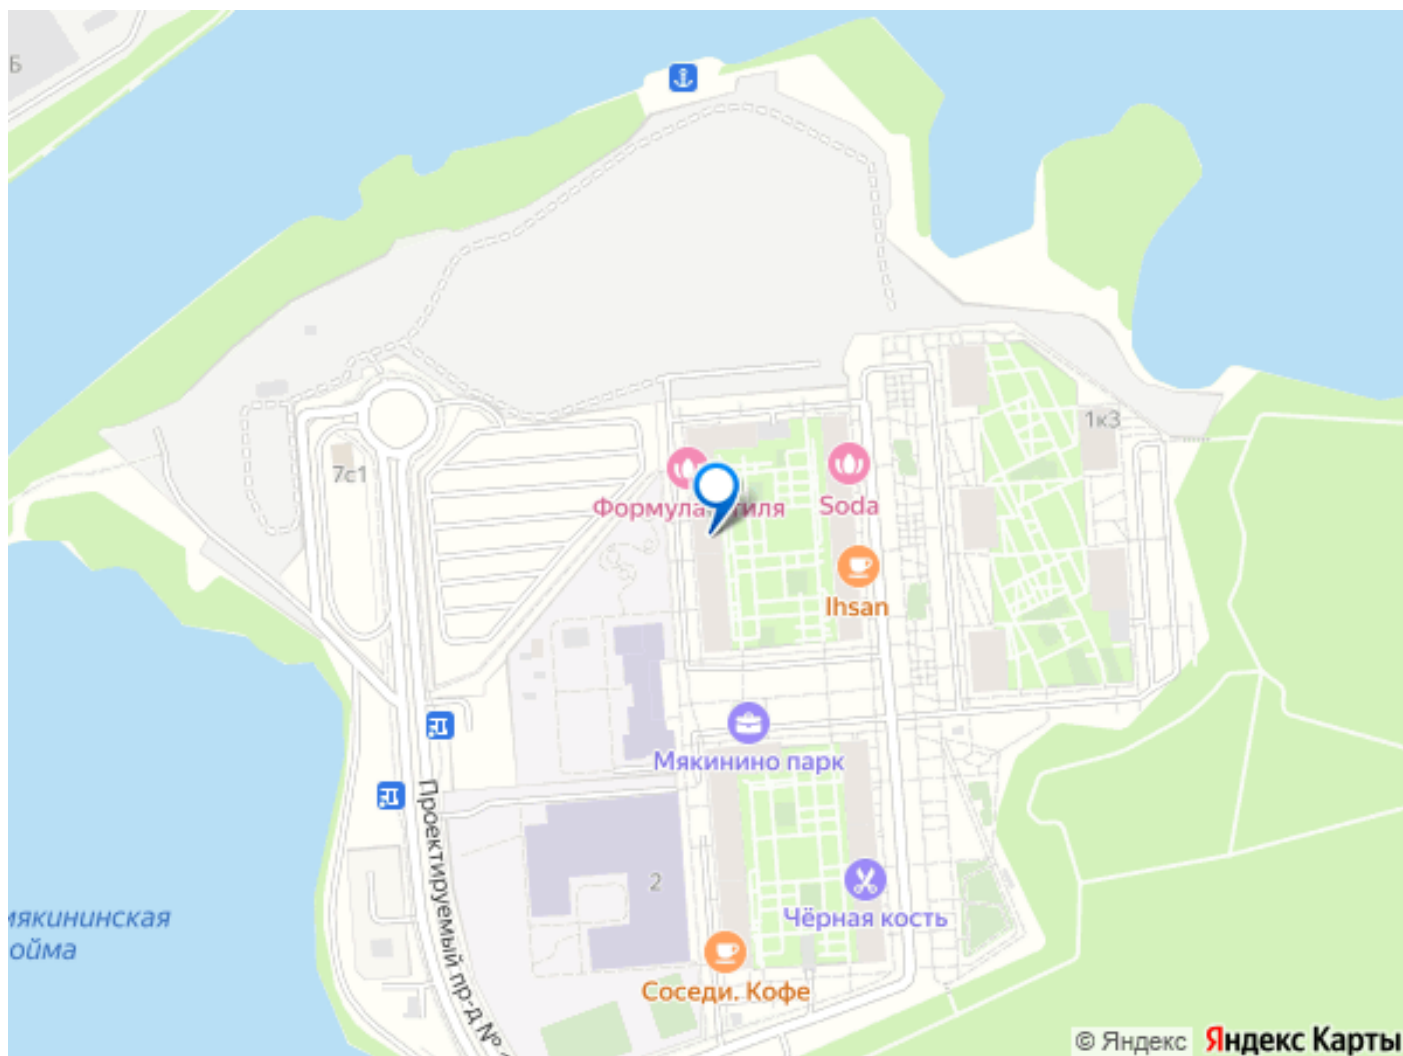 Б
1к3
7с1
Формула
тиля
Soda
Ihsan
Мякинино парк
Проектируемый пр-д №
2
Чёрная кость
мякининская
ойма
Соседи. Кофе
© Яндекс Яндекс Карты